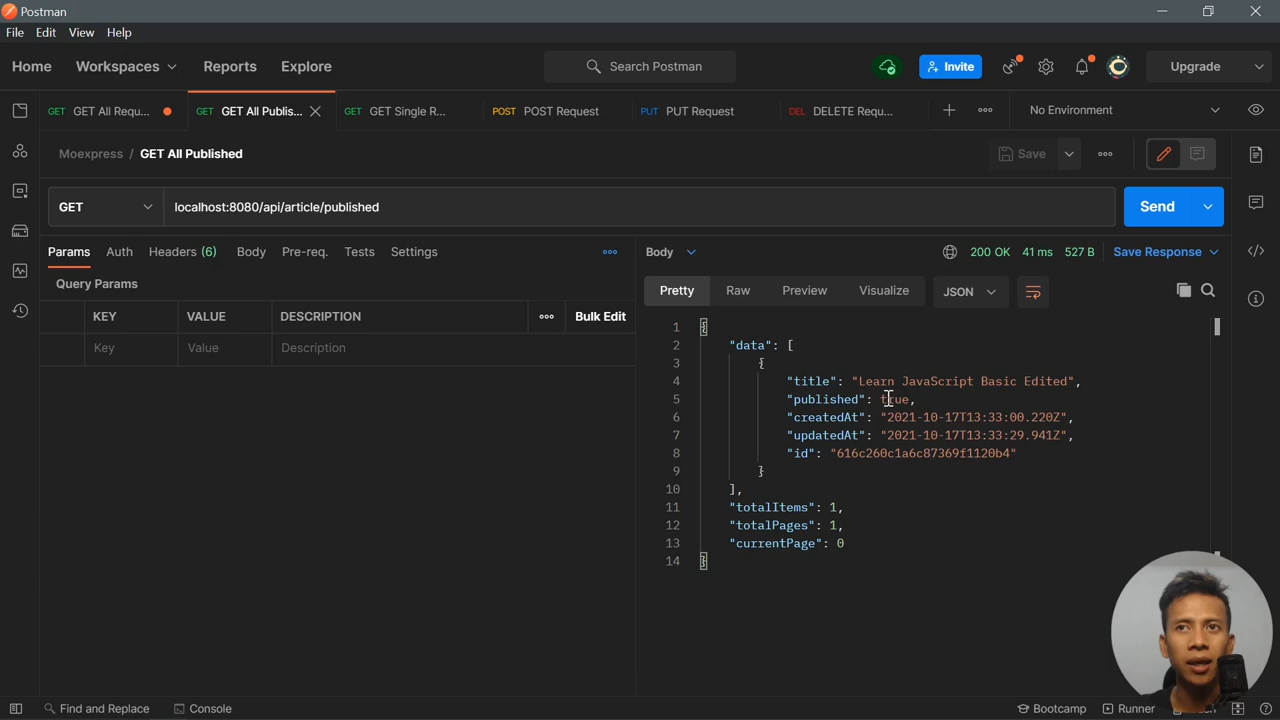 Postman
File Edit View Help
Home Workspaces Reports Explore Search Postman Invite Upgrade
GET GET All Requ... GET GET All Publis... GET GET Single R... POST POST Request PUT PUT Request DEL DELETE Requ... No Environment
Moexpress / GET All Published Save
GET localhost:8080/api/article/published Send
Params Auth Headers (6) Body Pre-req. Tests Settings
Body 200 OK 41 ms 527 B Save Response
Query Params
Pretty Raw Preview Visualize JSON
KEY VALUE DESCRIPTION Bulk Edit
Key Value Description
1 {
2 "data": [
3 {
4 "title": "Learn JavaScript Basic Edited",
5 "published": true,
6 "createdAt": "2021-10-17T13:33:00.220Z",
7 "updatedAt": "2021-10-17T13:33:29.941Z",
8 "id": "616c260c1a6c87369f1120b4"
9 }
10 ],
11 "totalItems": 1,
12 "totalPages": 1,
13 "currentPage": 0
14 }
Find and Replace Console Bootcamp Runner